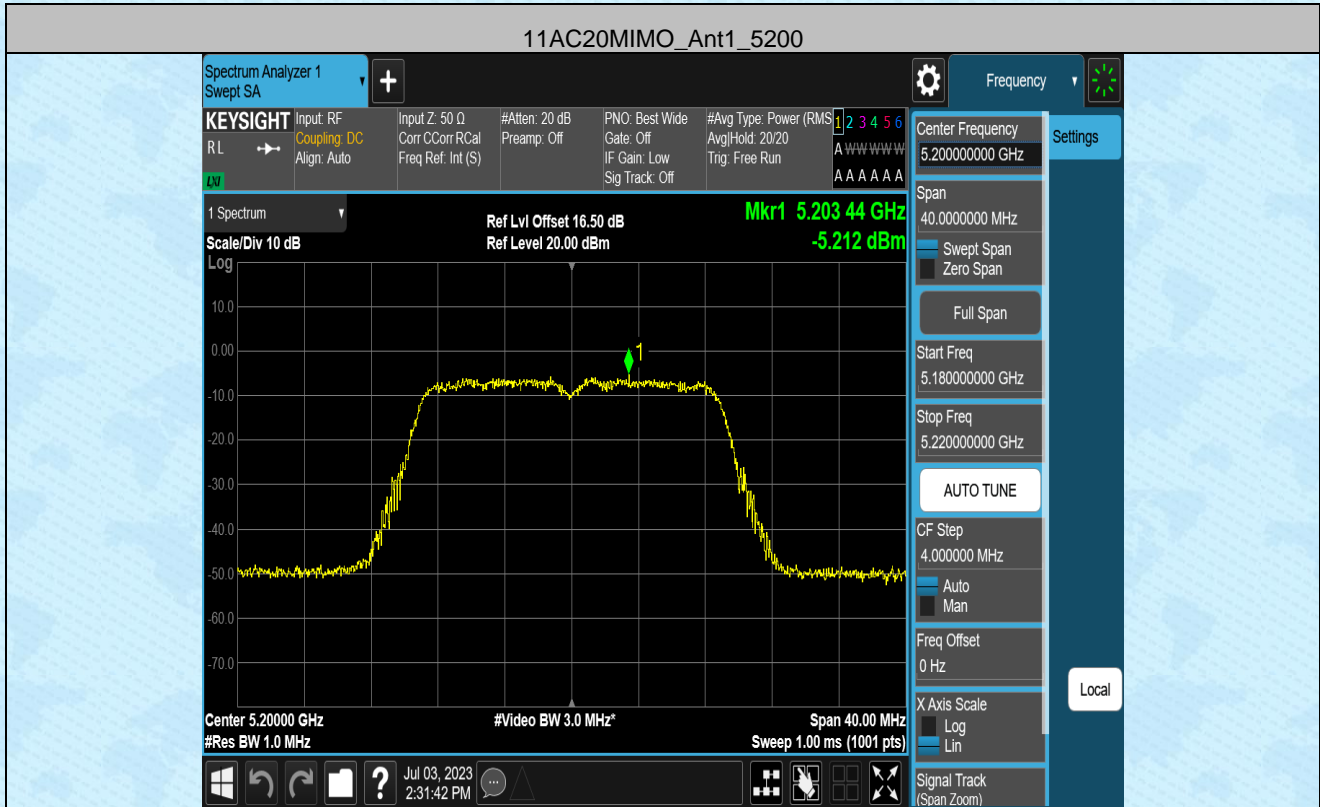 11AC20MIMO_Ant1_5200
Spectrum Analyzer 1
Swept SA
+
Frequency
KEYSIGHT
R L
LXI
Input: RF
Coupling: DC
Align: Auto
Input Z: 50 Ω
Corr CCorr RCal
Freq Ref: Int (S)
#Atten: 20 dB
Preamp: Off
PNO: Best Wide
Gate: Off
IF Gain: Low
Sig Track: Off
#Avg Type: Power (RMS
Avg|Hold: 20/20
Trig: Free Run
1 2 3 4 5 6
A W W W W W
A A A A A A
1 Spectrum
Scale/Div 10 dB
Log
Ref Lvl Offset 16.50 dB
Ref Level 20.00 dBm
Mkr1 5.203 44 GHz
-5.212 dBm
10.0
0.00
-10.0
-20.0
-30.0
-40.0
-50.0
-60.0
-70.0
1
Center 5.20000 GHz
#Res BW 1.0 MHz
#Video BW 3.0 MHz*
Span 40.00 MHz
Sweep 1.00 ms (1001 pts)
Center Frequency
5.200000000 GHz
Settings
Span
40.0000000 MHz
Swept Span
Zero Span
Full Span
Start Freq
5.180000000 GHz
Stop Freq
5.220000000 GHz
AUTO TUNE
CF Step
4.000000 MHz
Auto
Man
Freq Offset
0 Hz
X Axis Scale
Log
Lin
Local
Signal Track
(Span Zoom)
?
Jul 03, 2023
2:31:42 PM